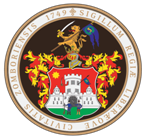 SIGILLUM REGIÆ LIBERÆQUE CIVITATIS ZOMBORIENSIS 1749